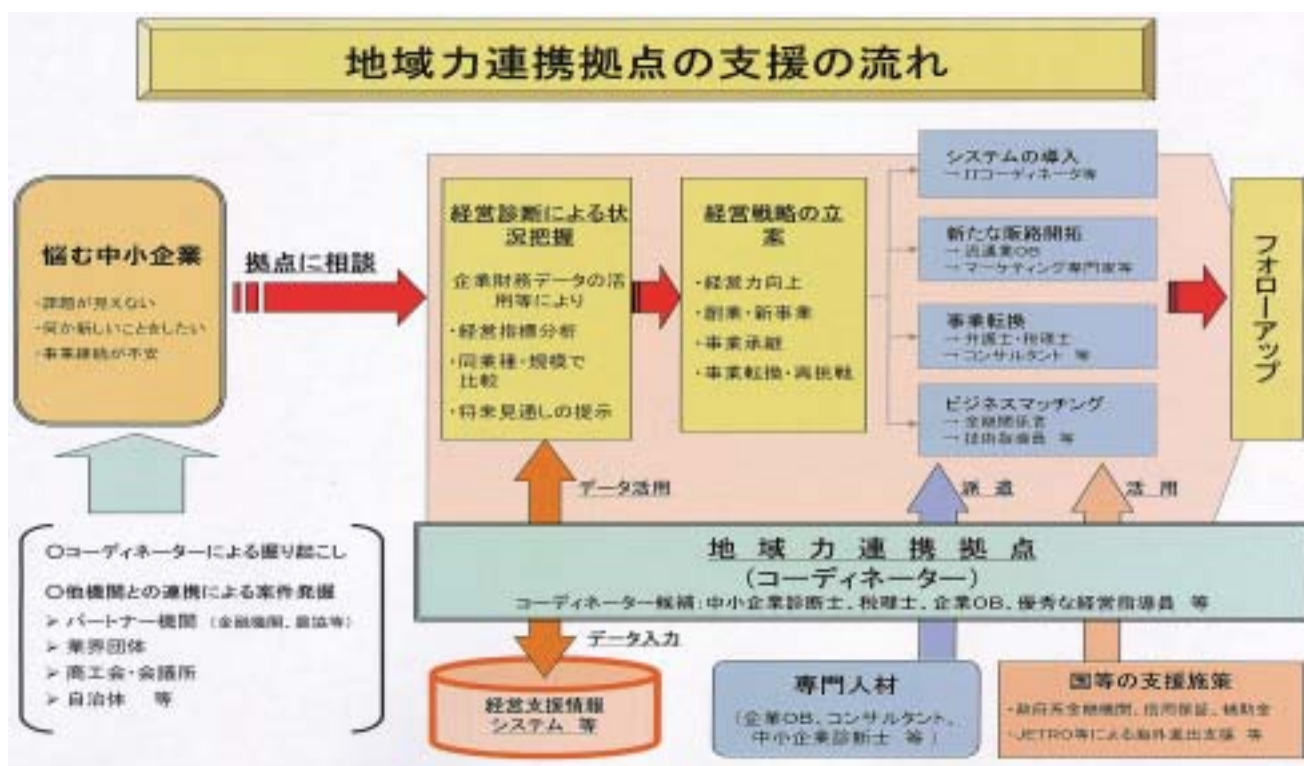 地域力連携拠点の支援の流れ
悩む中小企業
・課題が見えない
・何か新しいことをしたい
・事業継続が不安
拠点に相談
経営診断による状
況把握
企業財務データの活
用等により
・経営指標分析
・同業種・規模で
比較
・将来見通しの提示
経営戦略の立
案
・経営力向上
・創業・新事業
・事業承継
・事業転換・再挑戦
システムの導入
→ ITコーディネータ等
新たな販路開拓
→ 流通業OB
→ マーケティング専門家等
事業転換
→ 弁護士・税理士
→ コンサルタント 等
ビジネスマッチング
→ 金融関係者
→ 技術指導員 等
フォローアップ
データ活用
派遣
活用
〇コーディネーターによる掘り起こし
〇他機関との連携による案件発掘
➢ パートナー機関 (金融機関、農協等)
➢ 業界団体
➢ 商工会・会議所
➢ 自治体 等
地域力連携拠点
(コーディネーター)
コーディネーター候補:中小企業診断士、税理士、企業OB、優秀な経営指導員 等
データ入力
経営支援情報
システム 等
専門人材
(企業OB、コンサルタント、
中小企業診断士 等)
国等の支援施策
・政府系金融機関、信用保証、補助金
・JETRO等による海外進出支援 等